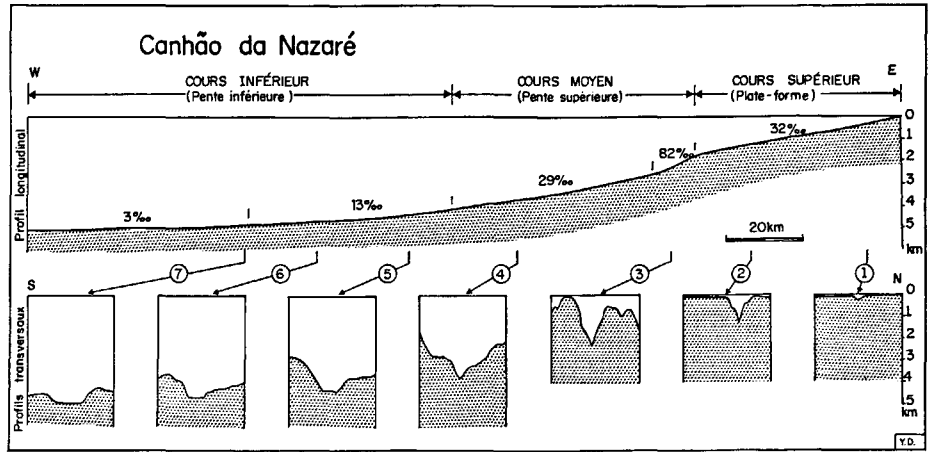 Canhão da Nazaré
W
E
COURS INFÉRIEUR
(Pente inférieure)
COURS MOYEN
(Pente supérieure)
COURS SUPÉRIEUR
(Plate-forme)
Profil longitudinal
3‰
13‰
29‰
82‰
32‰
0
.1
.2
.3
.4
.5
km
20km
7
6
5
4
3
2
1
S
N
Profils transversaux
0
.1
.2
.3
.4
.5
km
Y.D.